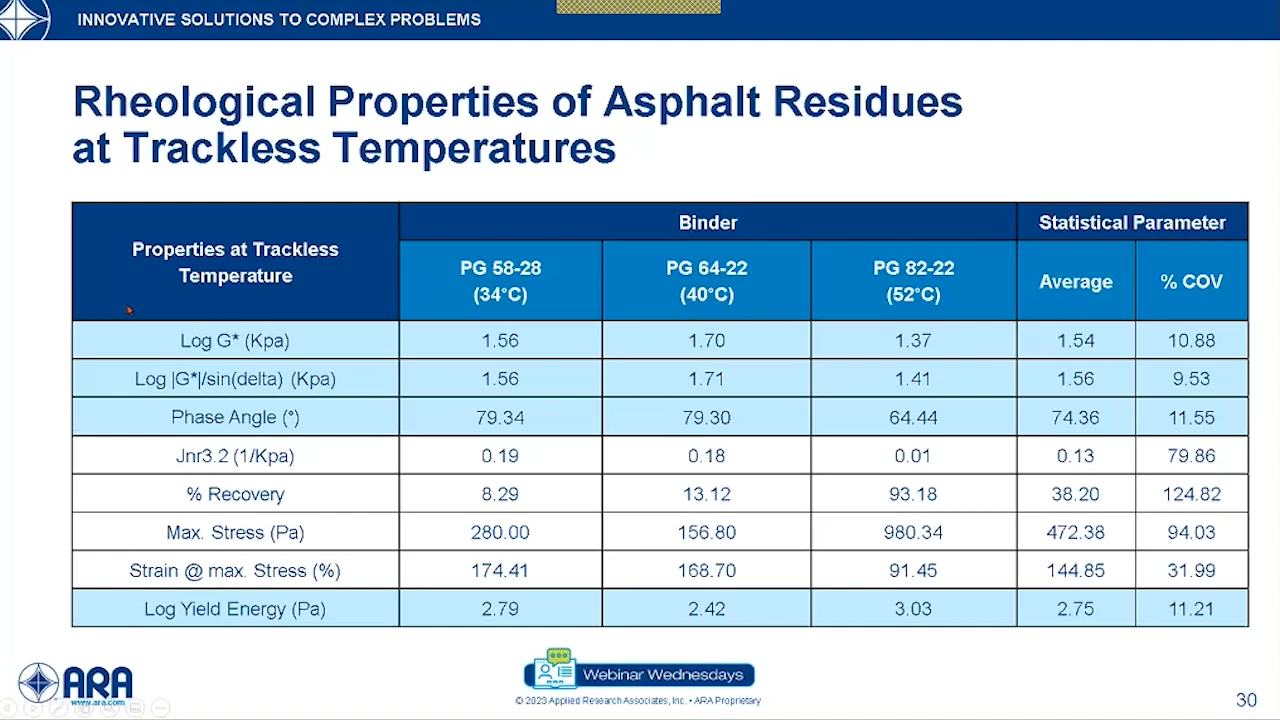 INNOVATIVE SOLUTIONS TO COMPLEX PROBLEMS
Rheological Properties of Asphalt Residues
at Trackless Temperatures
Properties at Trackless
Temperature
Binder
Statistical Parameter
PG 58-28
(34°C)
PG 64-22
(40°C)
PG 82-22
(52°C)
Average
% COV
Log G* (Kpa) 1.56 1.70 1.37 1.54 10.88
Log |G*|/sin(delta) (Kpa) 1.56 1.71 1.41 1.56 9.53
Phase Angle (°) 79.34 79.30 64.44 74.36 11.55
Jnr3.2 (1/Kpa) 0.19 0.18 0.01 0.13 79.86
% Recovery 8.29 13.12 93.18 38.20 124.82
Max. Stress (Pa) 280.00 156.80 980.34 472.38 94.03
Strain @ max. Stress (%) 174.41 168.70 91.45 144.85 31.99
Log Yield Energy (Pa) 2.79 2.42 3.03 2.75 11.21
ARA
www.ara.com
Webinar Wednesdays
© 2023 Applied Research Associates, Inc. • ARA Proprietary
30